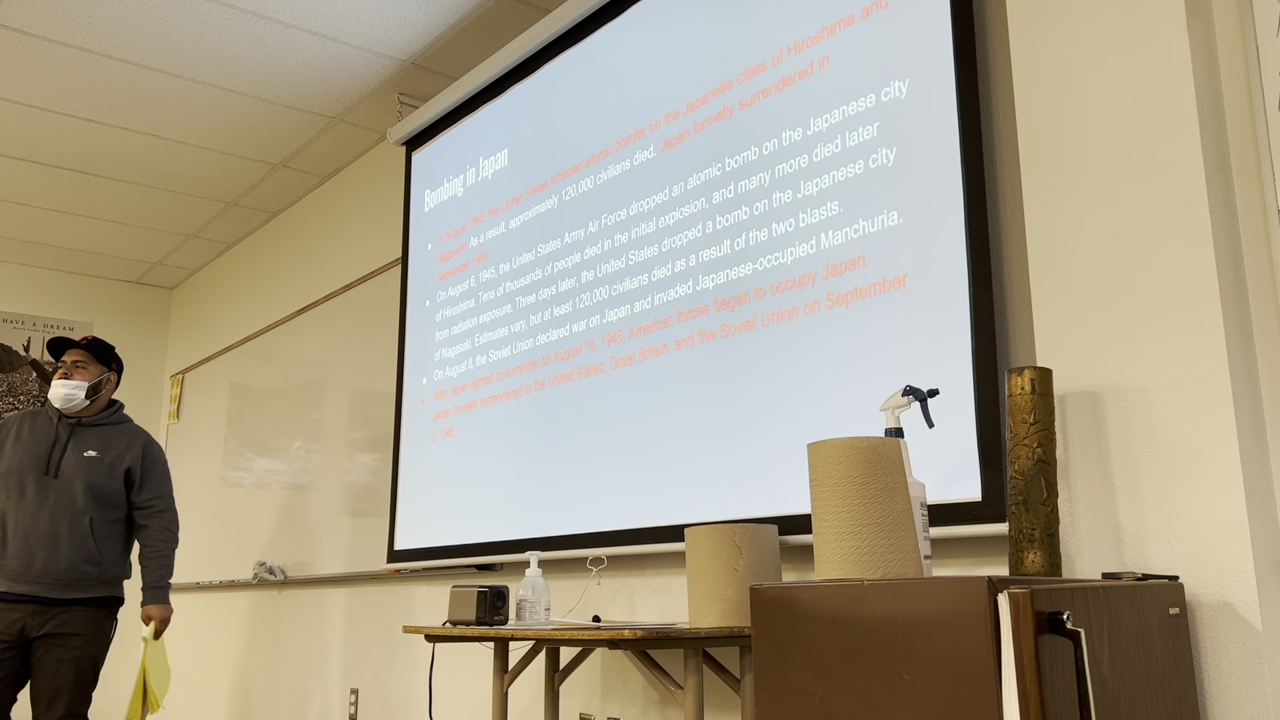 HAVE A DREAM
Bombing in Japan
In August 1945, the United States dropped atomic bombs on the Japanese cities of Hiroshima and
Nagasaki. As a result, approximately 120,000 civilians died. Japan formally surrendered in
September 1945.
On August 6, 1945, the United States Army Air Force dropped an atomic bomb on the Japanese city
of Hiroshima. Tens of thousands of people died in the initial explosion, and many more died later
from radiation exposure. Three days later, the United States dropped a bomb on the Japanese city
of Nagasaki. Estimates vary, but at least 120,000 civilians died as a result of the two blasts.
On August 8, the Soviet Union declared war on Japan and invaded Japanese-occupied Manchuria.
After Japan agreed to surrender on August 14, 1945, American forces began to occupy Japan.
Japan formally surrendered to the United States, Great Britain, and the Soviet Union on September
2, 1945.